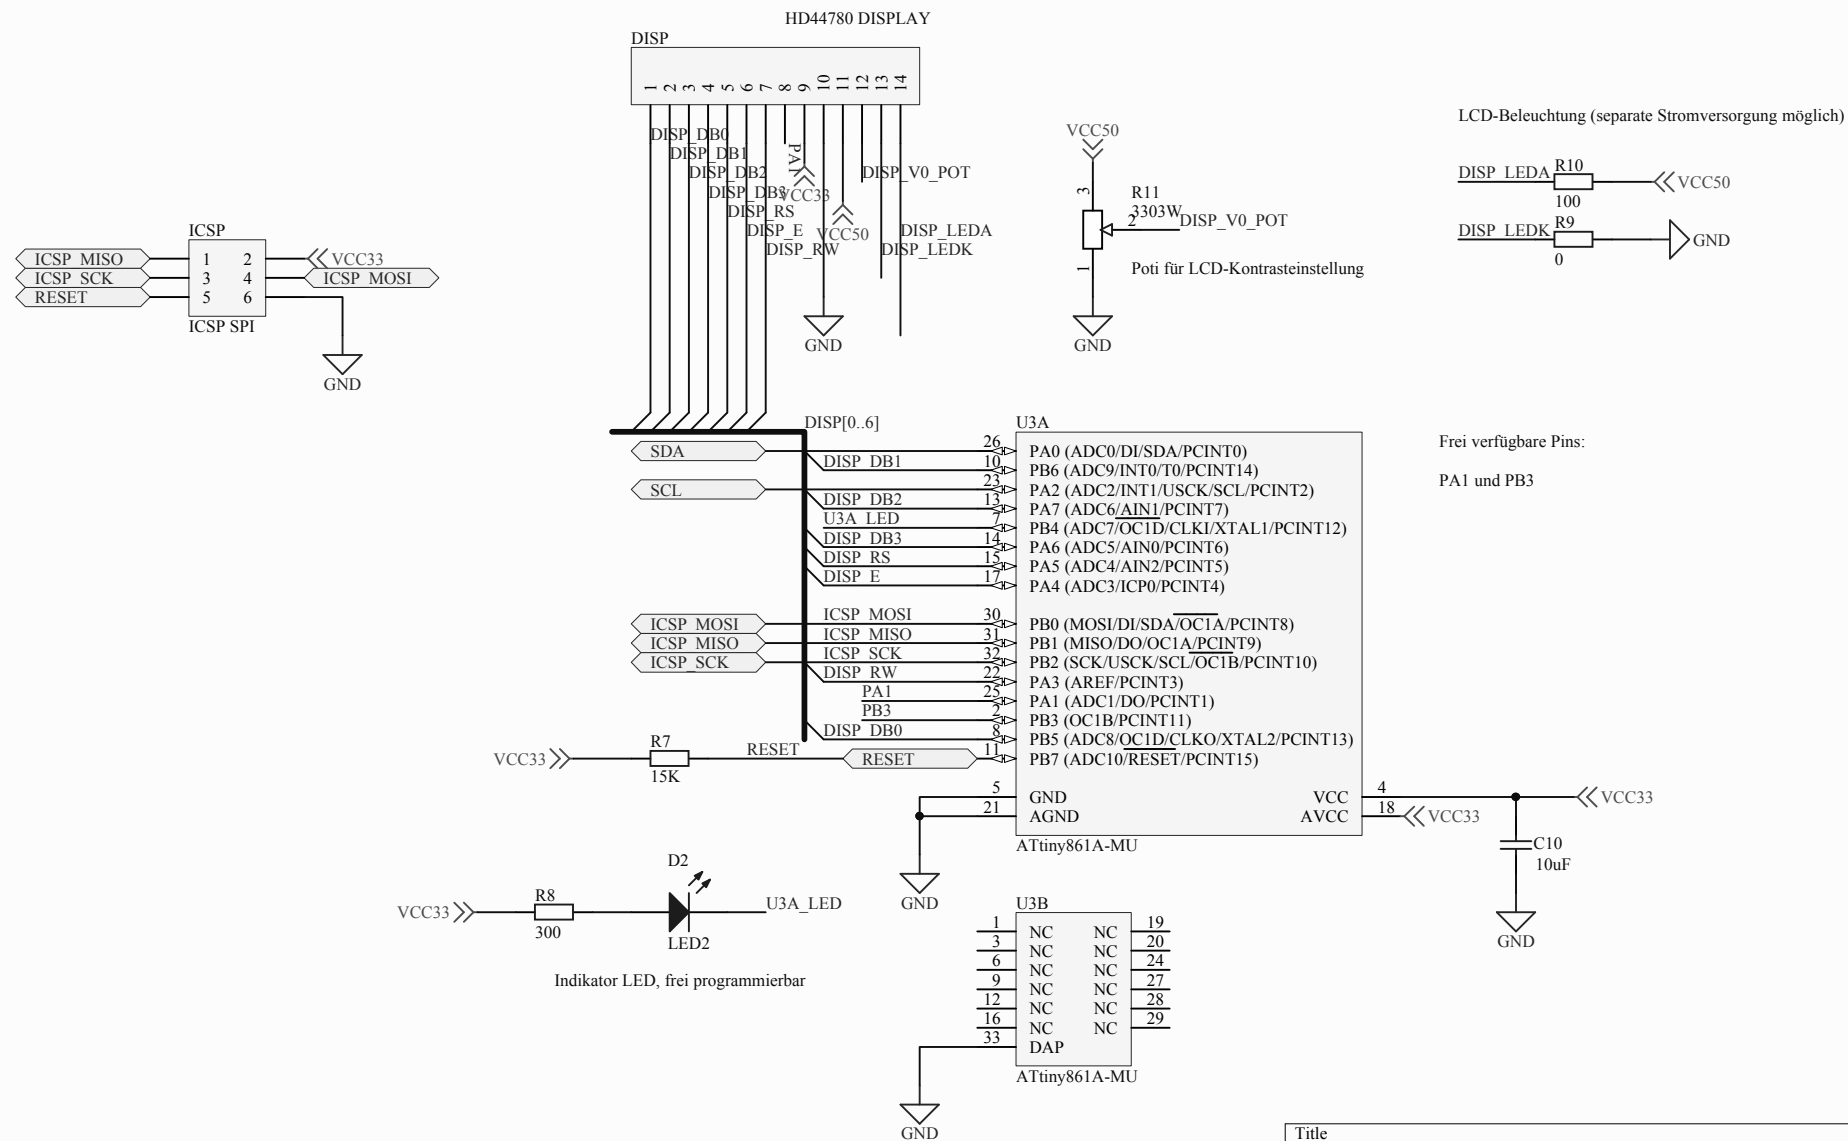 HD44780 DISPLAY
DISP
1 2 3 4 5 6 7 8 9 10 11 12 13 14
DISP_DB0
DISP_DB1
DISP_DB2
DISP_DB3
DISP_RS
DISP_E
DISP_RW
PA1
VCC33
VCC50
DISP_V0_POT
DISP_LEDA
DISP_LEDK
GND
VCC50
3
R11
3303W
2
DISP_V0_POT
1
Poti für LCD-Kontrasteinstellung
GND
LCD-Beleuchtung (separate Stromversorgung möglich)
DISP_LEDA
R10
100
VCC50
DISP_LEDK
R9
0
GND
ICSP
ICSP_MISO 1 2 VCC33
ICSP_SCK 3 4 ICSP_MOSI
RESET 5 6
ICSP SPI
GND
DISP[0..6]
U3A
SDA 26 PA0 (ADC0/DI/SDA/PCINT0)
DISP_DB1 10 PB6 (ADC9/INT0/T0/PCINT14)
SCL 23 PA2 (ADC2/INT1/USCK/SCL/PCINT2)
DISP_DB2 13 PA7 (ADC6/AIN1/PCINT7)
U3A_LED 7 PB4 (ADC7/OC1D/CLKI/XTAL1/PCINT12)
DISP_DB3 14 PA6 (ADC5/AIN0/PCINT6)
DISP_RS 15 PA5 (ADC4/AIN2/PCINT5)
DISP_E 17 PA4 (ADC3/ICP0/PCINT4)
ICSP_MOSI ICSP_MOSI 30 PB0 (MOSI/DI/SDA/OC1A/PCINT8)
ICSP_MISO ICSP_MISO 31 PB1 (MISO/DO/OC1A/PCINT9)
ICSP_SCK ICSP_SCK 32 PB2 (SCK/USCK/SCL/OC1B/PCINT10)
DISP_RW 22 PA3 (AREF/PCINT3)
PA1 25 PA1 (ADC1/DO/PCINT1)
PB3 2 PB3 (OC1B/PCINT11)
DISP_DB0 8 PB5 (ADC8/OC1D/CLKO/XTAL2/PCINT13)
VCC33 R7 15K RESET RESET 11 PB7 (ADC10/RESET/PCINT15)
5 GND VCC 4 VCC33
21 AGND AVCC 18 VCC33
ATtiny861A-MU
GND
C10
10uF
GND
Frei verfügbare Pins:
PA1 und PB3
VCC33
R8
300
D2
LED2
U3A_LED
Indikator LED, frei programmierbar
U3B
1 NC NC 19
3 NC NC 20
6 NC NC 24
9 NC NC 27
12 NC NC 28
16 NC NC 29
33 DAP
ATtiny861A-MU
GND
Title